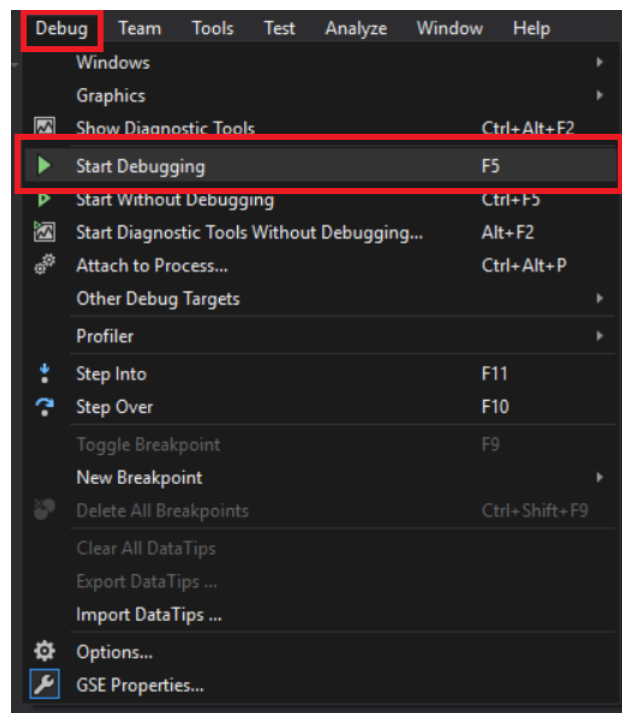 Debug Team Tools Test Analyze Window Help
Windows
Graphics
Show Diagnostic Tools Ctrl+Alt+F2
Start Debugging F5
Start Without Debugging Ctrl+F5
Start Diagnostic Tools Without Debugging... Alt+F2
Attach to Process... Ctrl+Alt+P
Other Debug Targets
Profiler
Step Into F11
Step Over F10
Toggle Breakpoint F9
New Breakpoint
Delete All Breakpoints Ctrl+Shift+F9
Clear All DataTips
Export DataTips ...
Import DataTips ...
Options...
GSE Properties...